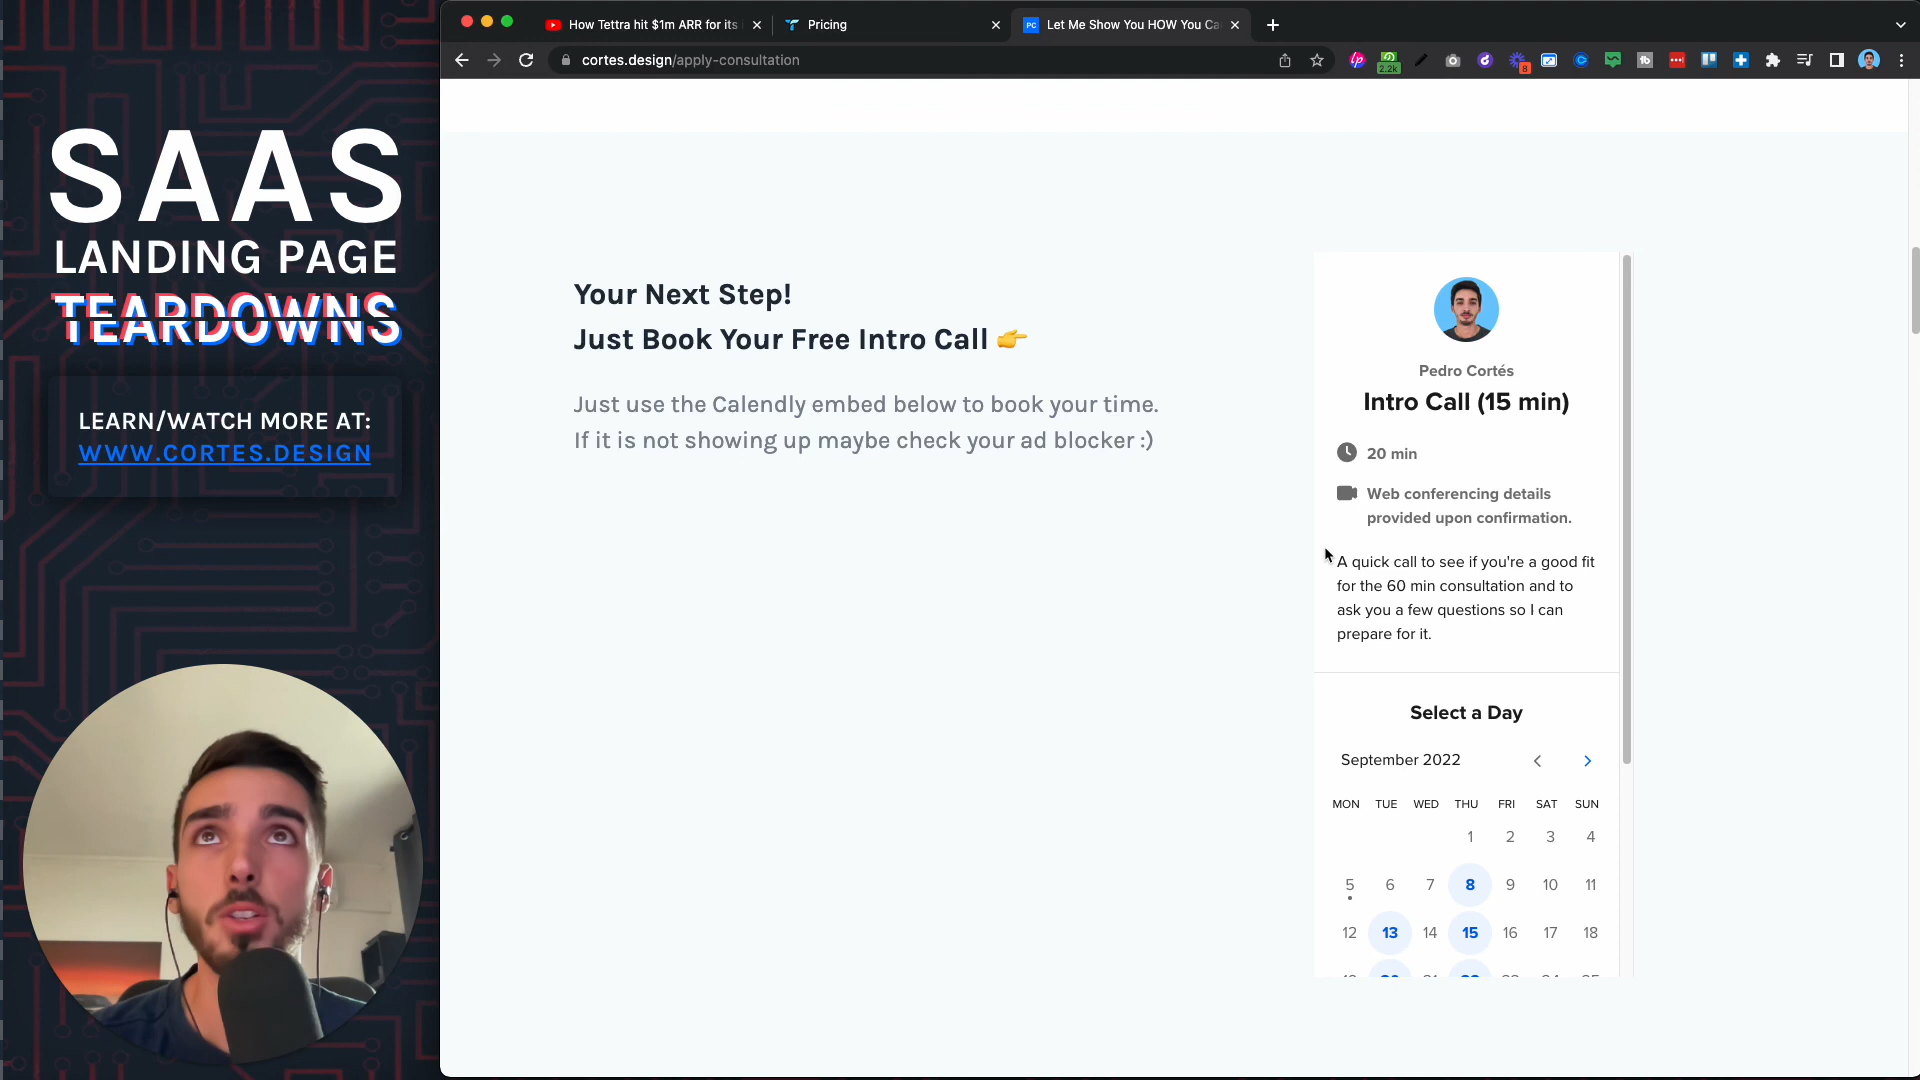 SAAS
LANDING PAGE
TEARDOWNS
LEARN/WATCH MORE AT:
WWW.CORTES.DESIGN
How Tettra hit $1m ARR for its
Pricing
PC
Let Me Show You HOW You Ca
cortes.design/apply-consultation
2.2k
8
Your Next Step!
Just Book Your Free Intro Call 👉
Just use the Calendly embed below to book your time.
If it is not showing up maybe check your ad blocker :)
Pedro Cortés
Intro Call (15 min)
20 min
Web conferencing details
provided upon confirmation.
A quick call to see if you're a good fit
for the 60 min consultation and to
ask you a few questions so I can
prepare for it.
Select a Day
September 2022
MON TUE WED THU FRI SAT SUN
1 2 3 4
5 6 7 8 9 10 11
12 13 14 15 16 17 18